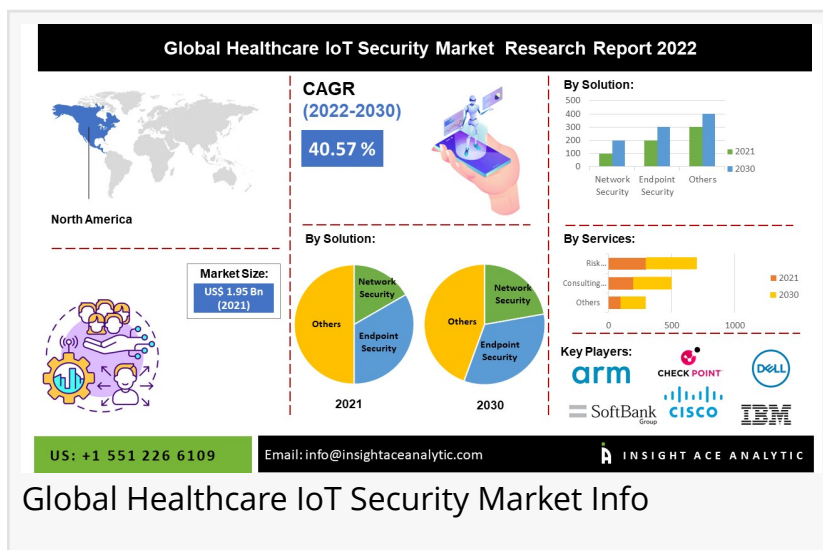 Global Healthcare IoT Security Market Research Report 2022
North America
Market Size:
US$ 1.95 Bn
(2021)
CAGR
(2022-2030)
40.57 %
By Solution:
Network
Security
Endpoint
Security
Others
2021
Network
Security
Endpoint
Security
Others
2030
By Solution:
500
400
300
200
100
0
Network
Security
Endpoint
Security
Others
2021
2030
By Services:
Risk...
Consulting...
Others
0
500
1000
2021
2030
Key Players:
arm
CHECK POINT
DELL
SoftBank
Group
CISCO
IBM
US: +1 551 226 6109
Email: info@insightaceanalytic.com
INSIGHT ACE ANALYTIC
Global Healthcare IoT Security Market Info